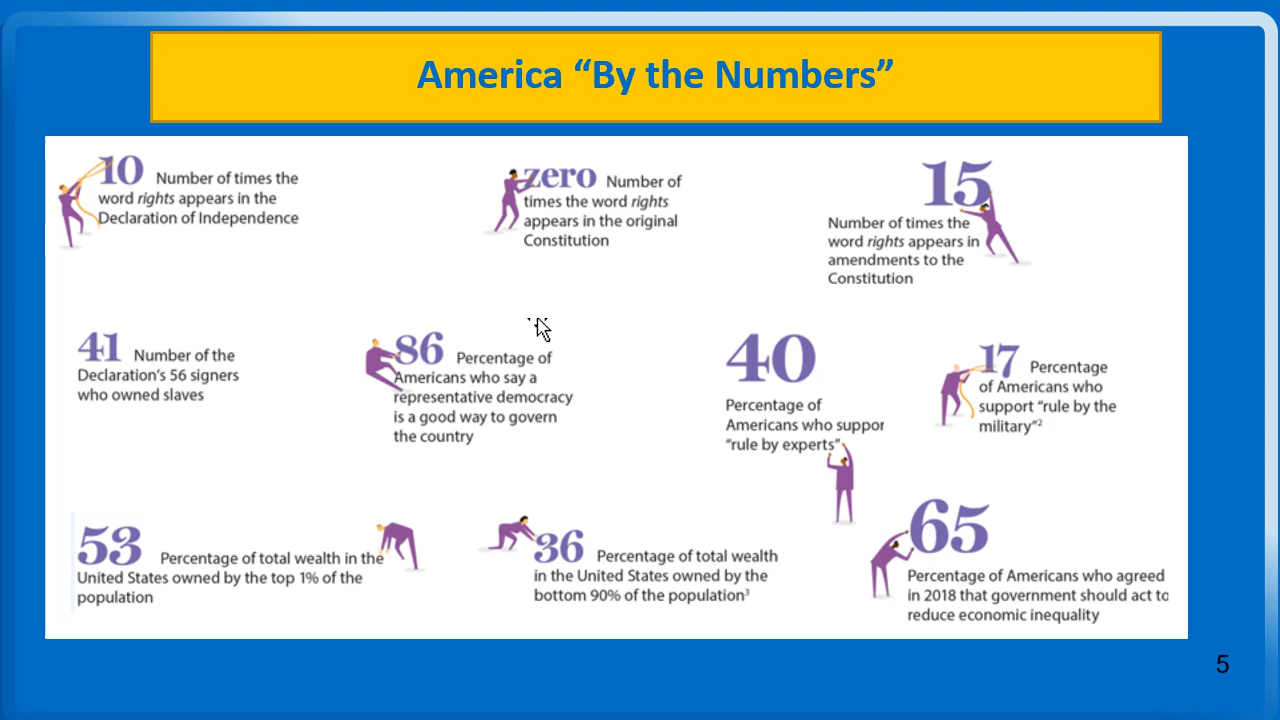 America “By the Numbers”
10 Number of times the
word rights appears in the
Declaration of Independence
zero Number of
times the word rights
appears in the original
Constitution
15
Number of times the
word rights appears in
amendments to the
Constitution
41 Number of the
Declaration’s 56 signers
who owned slaves
86 Percentage of
Americans who say a
representative democracy
is a good way to govern
the country
40
Percentage of
Americans who suppor
“rule by experts”
17 Percentage
of Americans who
support “rule by the
military”2
53 Percentage of total wealth in the
United States owned by the top 1% of the
population
36 Percentage of total wealth
in the United States owned by the
bottom 90% of the population3
65
Percentage of Americans who agreed
in 2018 that government should act to
reduce economic inequality
5